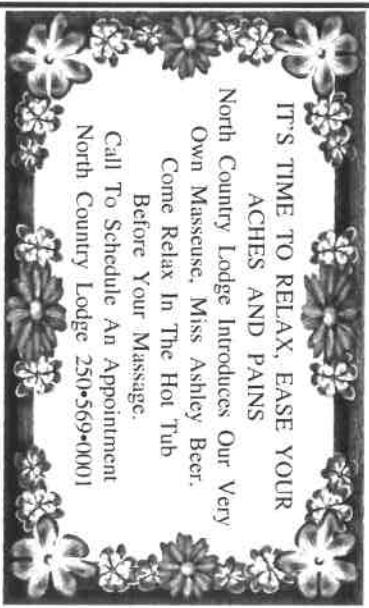 IT'S TIME TO RELAX, EASE YOUR
ACHES AND PAINS
North Country Lodge Introduces Our Very
Own Masseuse, Miss Ashley Beer.
Come Relax In The Hot Tub
Before Your Massage.
Call To Schedule An Appointment
North Country Lodge 250•569•0001